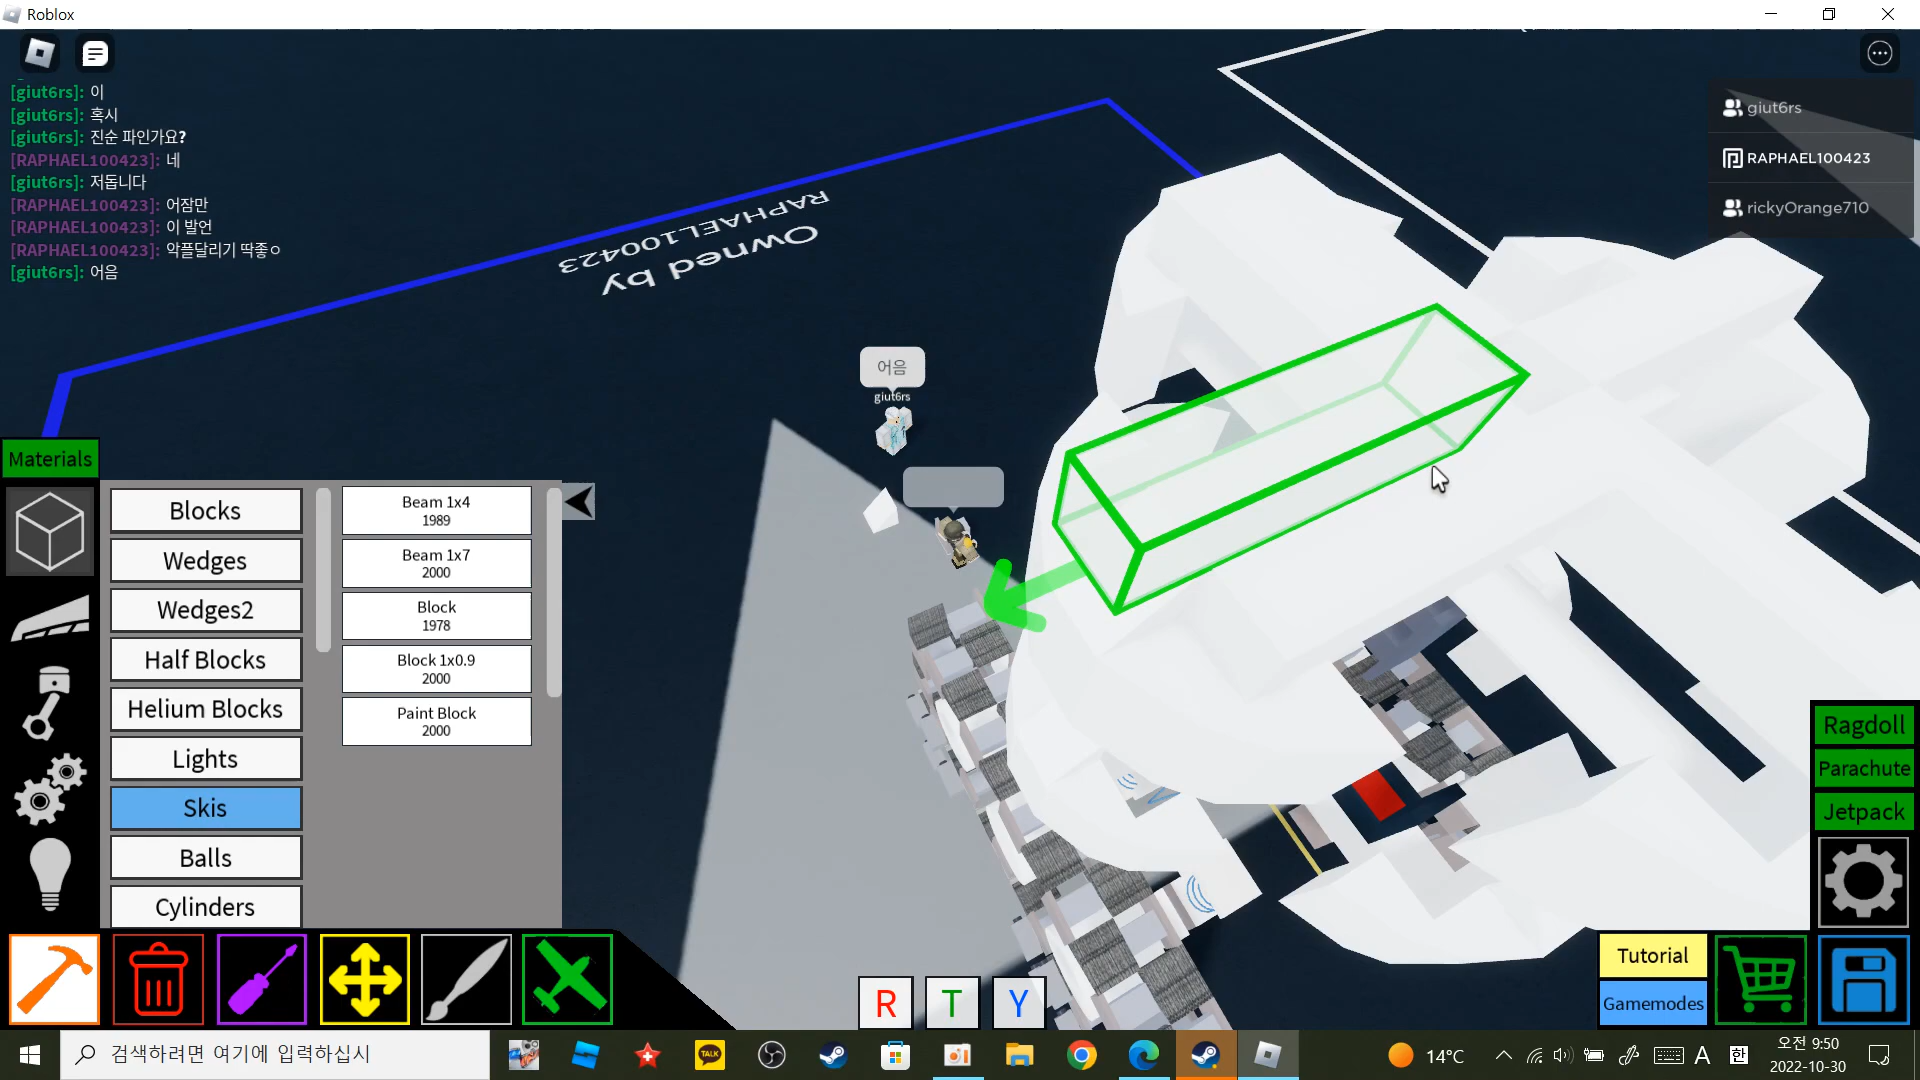 Roblox
[giut6rs]: 이
[giut6rs]: 혹시
[giut6rs]: 진순 파인가요?
[RAPHAEL100423]: 네
[giut6rs]: 저돕니다
[RAPHAEL100423]: 어잠만
[RAPHAEL100423]: 이 발언
[RAPHAEL100423]: 악플달리기 딱좋ㅇ
[giut6rs]: 어음
giut6rs
RAPHAEL100423
rickyOrange710
Owned by
RAPHAEL100423
어음
giut6rs
Materials
Blocks
Wedges
Wedges2
Half Blocks
Helium Blocks
Lights
Skis
Balls
Cylinders
Beam 1x4
1989
Beam 1x7
2000
Block
1978
Block 1x0.9
2000
Paint Block
2000
Ragdoll
Parachute
Jetpack
Tutorial
Gamemodes
R T Y
검색하려면 여기에 입력하십시
TALK
14°C
A
한
오전 9:50
2022-10-30